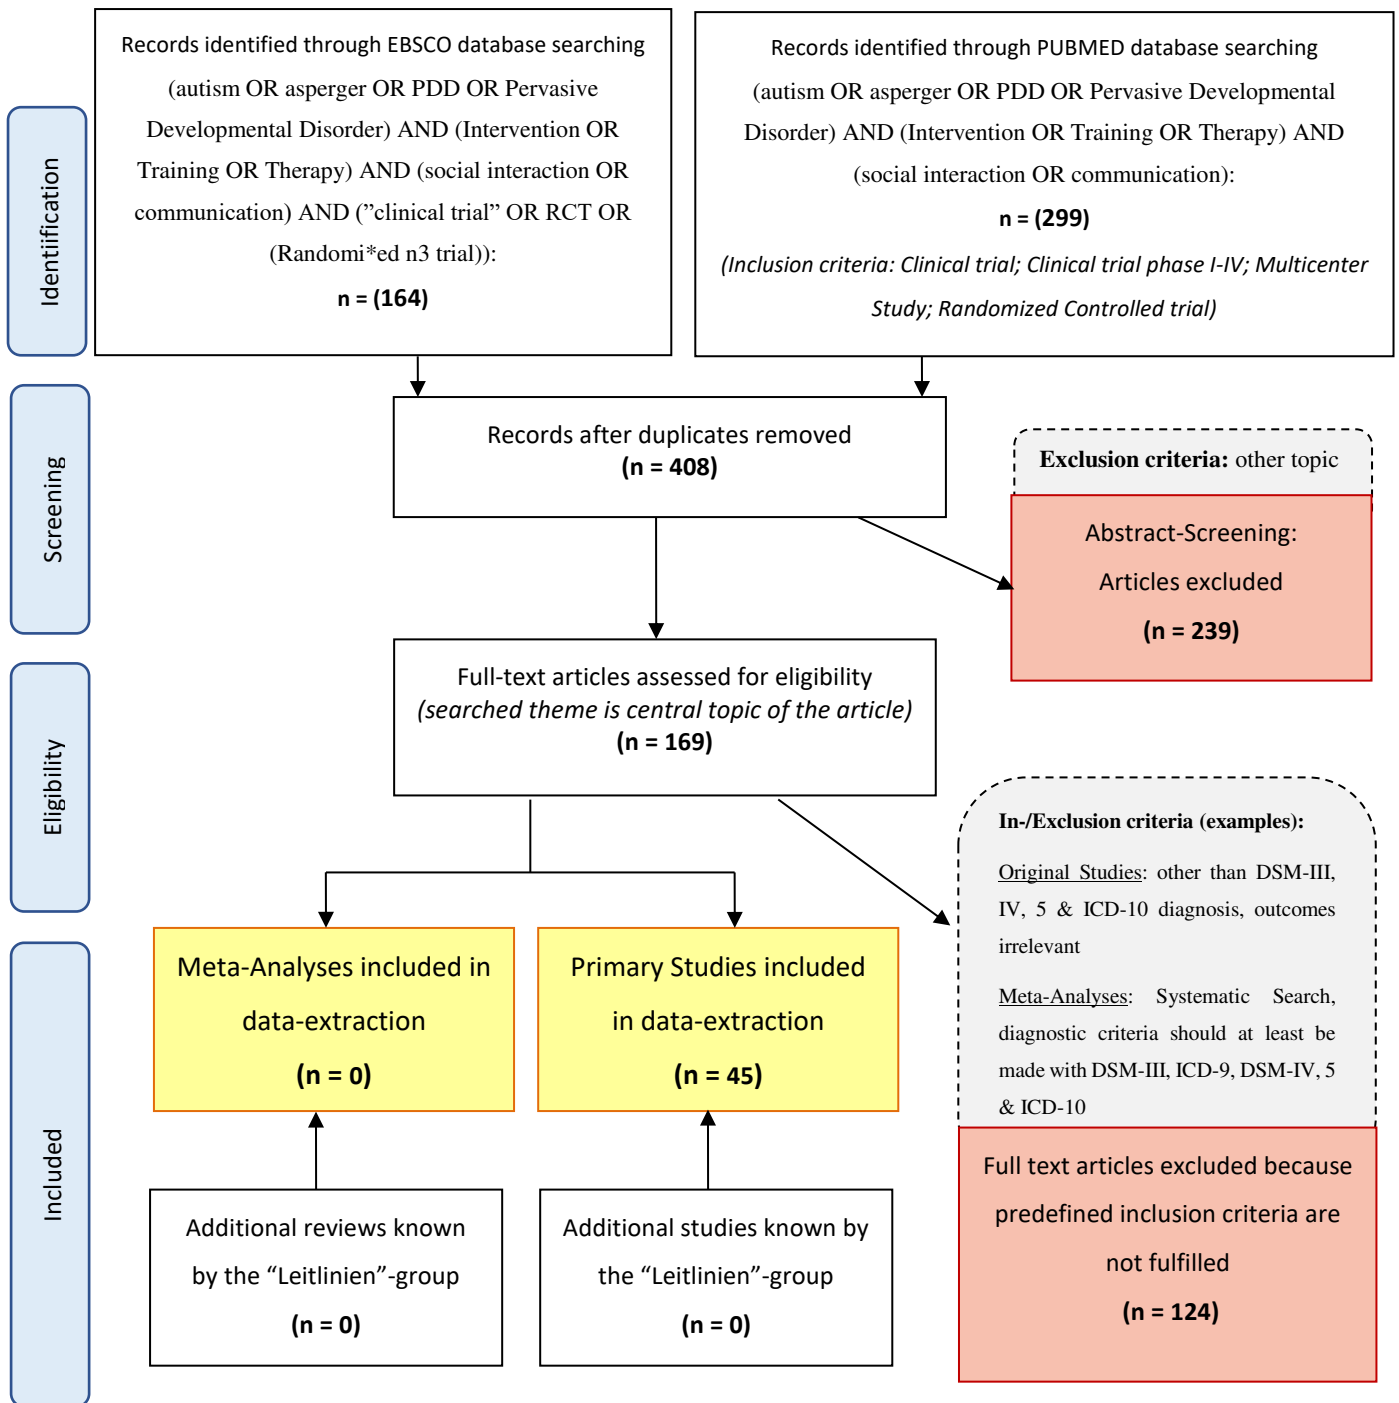 Records identified through EBSCO database searching
(autism OR asperger OR PDD OR Pervasive
Developmental Disorder) AND (Intervention OR
Training OR Therapy) AND (social interaction OR
communication) AND (”clinical trial” OR RCT OR
(Randomi*ed n3 trial)):
n = (164)
Records identified through PUBMED database searching
(autism OR asperger OR PDD OR Pervasive Developmental
Disorder) AND (Intervention OR Training OR Therapy) AND
(social interaction OR communication):
n = (299)
(Inclusion criteria: Clinical trial; Clinical trial phase I-IV; Multicenter
Study; Randomized Controlled trial)
Identiification
Screening
Records after duplicates removed
(n = 408)
Exclusion criteria: other topic
Abstract-Screening:
Articles excluded
(n = 239)
Eligibility
Full-text articles assessed for eligibility
(searched theme is central topic of the article)
(n = 169)
In-/Exclusion criteria (examples):
Original Studies: other than DSM-III,
IV, 5 & ICD-10 diagnosis, outcomes
irrelevant
Meta-Analyses: Systematic Search,
diagnostic criteria should at least be
made with DSM-III, ICD-9, DSM-IV, 5
& ICD-10
Full text articles excluded because
predefined inclusion criteria are
not fulfilled
(n = 124)
Included
Meta-Analyses included in
data-extraction
(n = 0)
Primary Studies included
in data-extraction
(n = 45)
Additional reviews known
by the “Leitlinien”-group
(n = 0)
Additional studies known by
the “Leitlinien”-group
(n = 0)